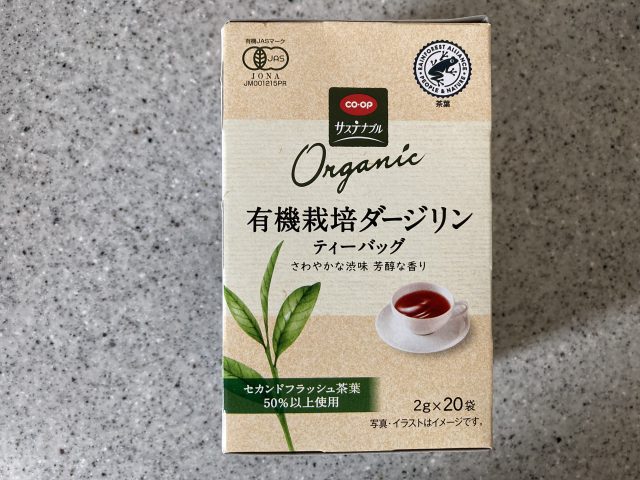 有機JASマーク
JAS
JONA
JM001215PR
RAINFOREST ALLIANCE
PEOPLE & NATURE
茶葉
CO・OP
サステナブル
Organic
有機栽培ダージリン
ティーバッグ
さわやかな渋味 芳醇な香り
セカンドフラッシュ茶葉
50%以上使用
2g×20袋
写真・イラストはイメージです。